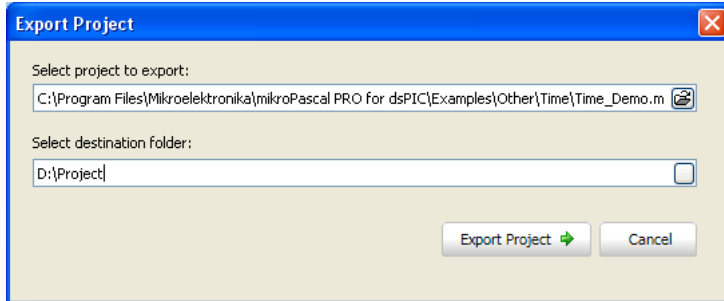 Export Project
Select project to export:
C:\Program Files\Mikroelektronika\mikroPascal PRO for dsPIC\Examples\Other\Time\Time_Demo.m
Select destination folder:
D:\Project
Export Project Cancel